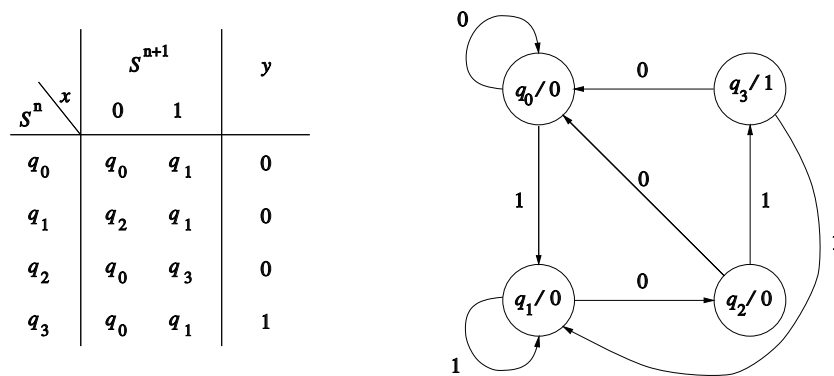 S^{n+1} y
x
S^n 0 1
q_0 q_0 q_1 0
q_1 q_2 q_1 0
q_2 q_0 q_3 0
q_3 q_0 q_1 1
0
q_0/0 0 q_3/1
0
1 1
q_1/0 0 q_2/0
1